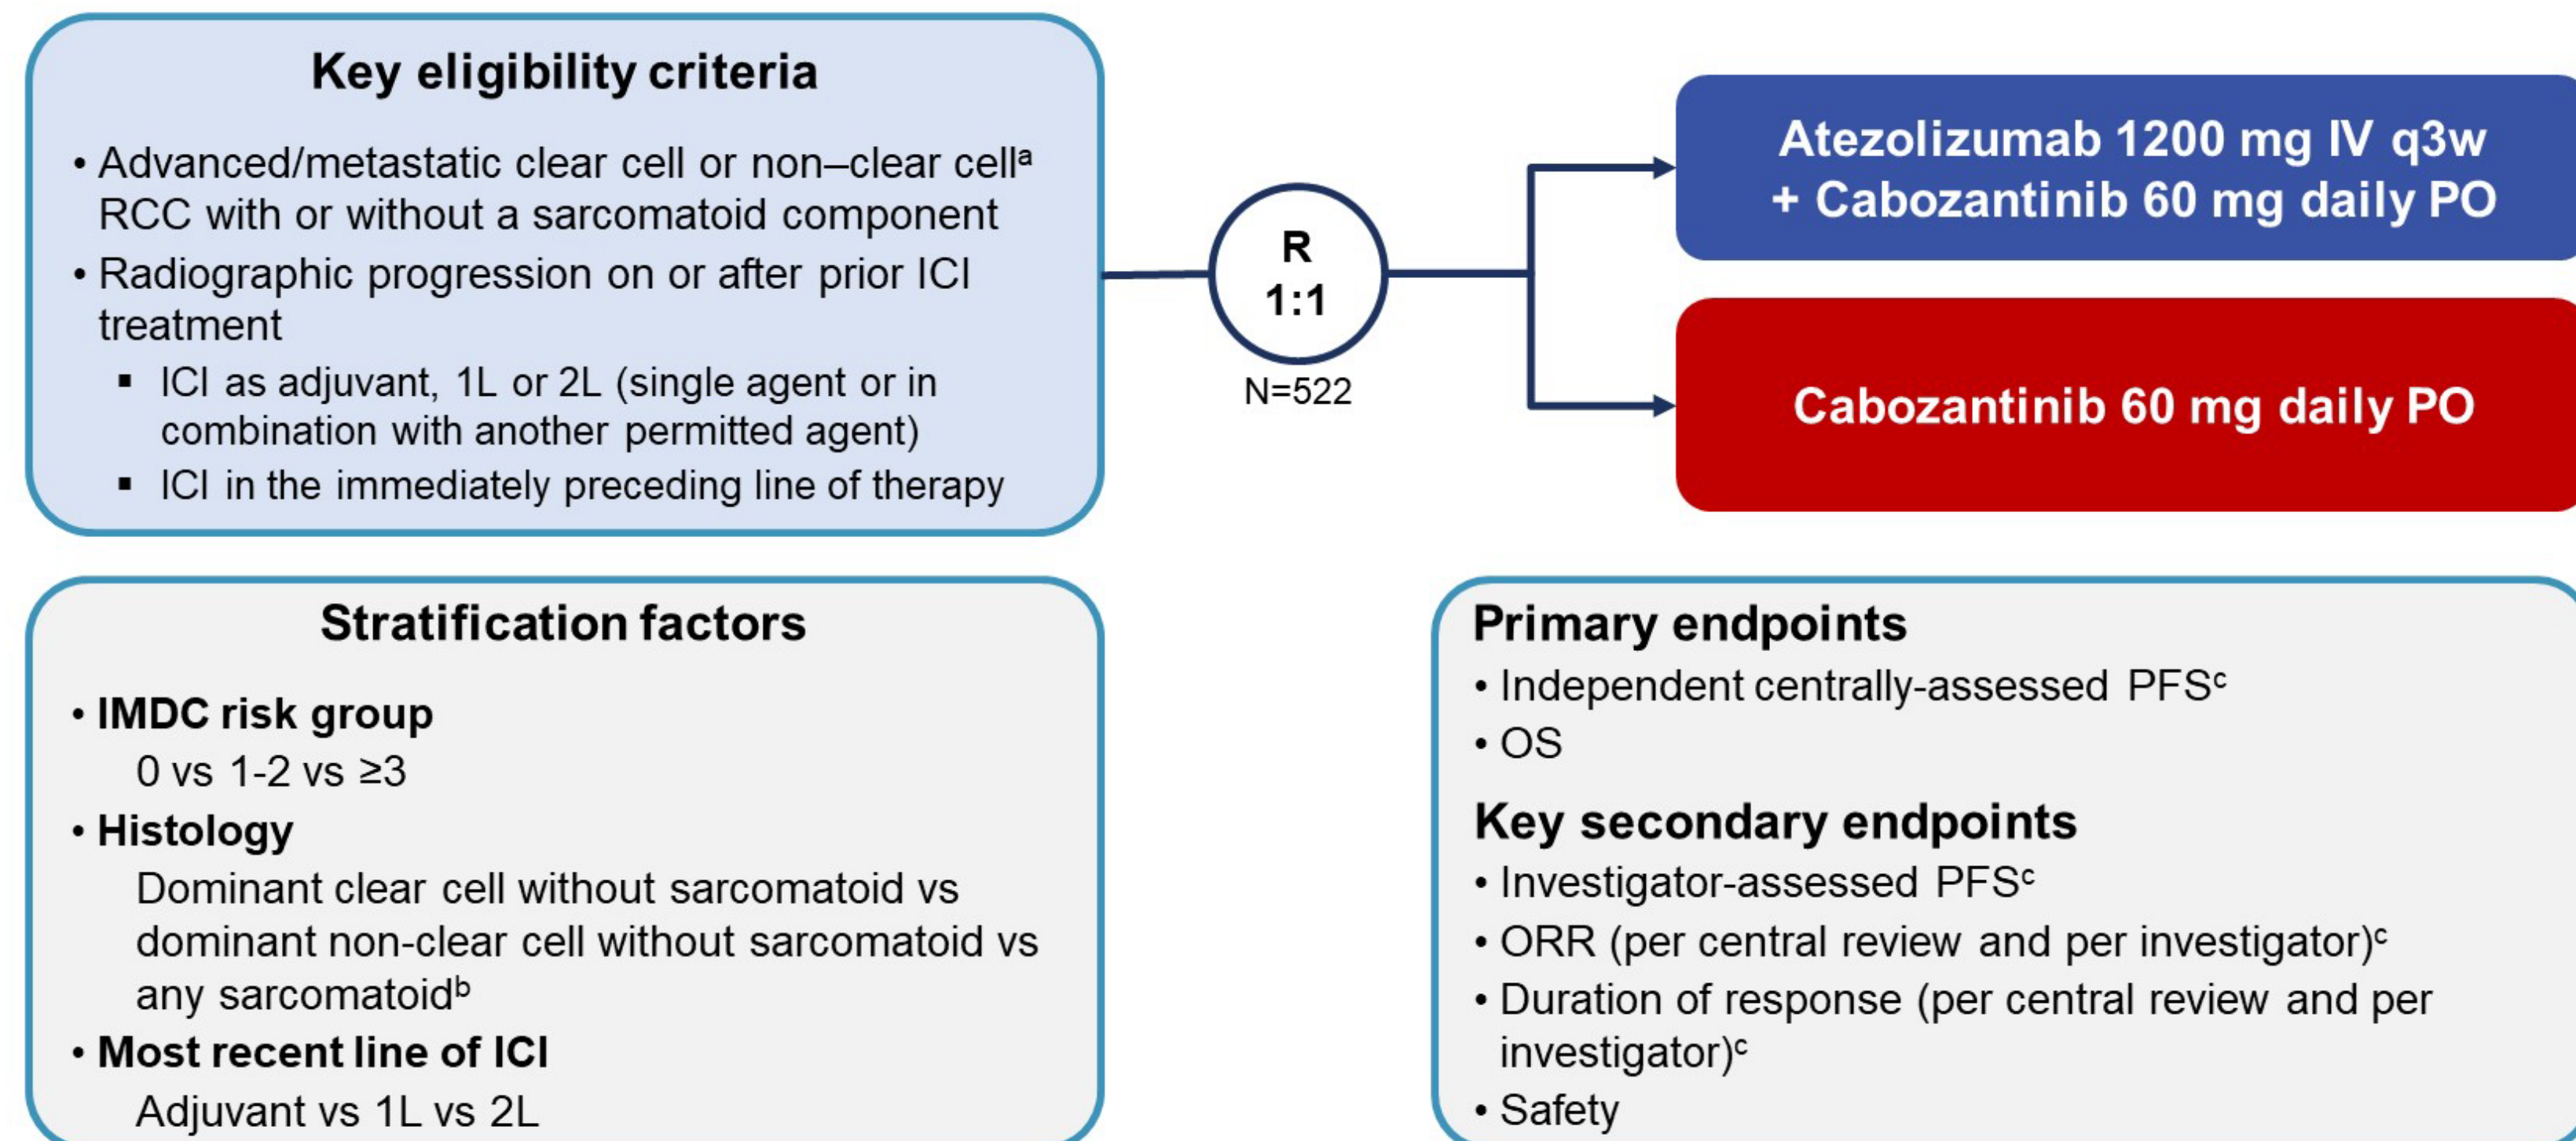 Key eligibility criteria
• Advanced/metastatic clear cell or non–clear cellᵃ
RCC with or without a sarcomatoid component
• Radiographic progression on or after prior ICI
treatment
▪ ICI as adjuvant, 1L or 2L (single agent or in
combination with another permitted agent)
▪ ICI in the immediately preceding line of therapy
R
1:1
N=522
Atezolizumab 1200 mg IV q3w
+ Cabozantinib 60 mg daily PO
Cabozantinib 60 mg daily PO
Stratification factors
• IMDC risk group
0 vs 1-2 vs ≥3
• Histology
Dominant clear cell without sarcomatoid vs
dominant non-clear cell without sarcomatoid vs
any sarcomatoidᵇ
• Most recent line of ICI
Adjuvant vs 1L vs 2L
Primary endpoints
• Independent centrally-assessed PFSᶜ
• OS
Key secondary endpoints
• Investigator-assessed PFSᶜ
• ORR (per central review and per investigator)ᶜ
• Duration of response (per central review and per
investigator)ᶜ
• Safety